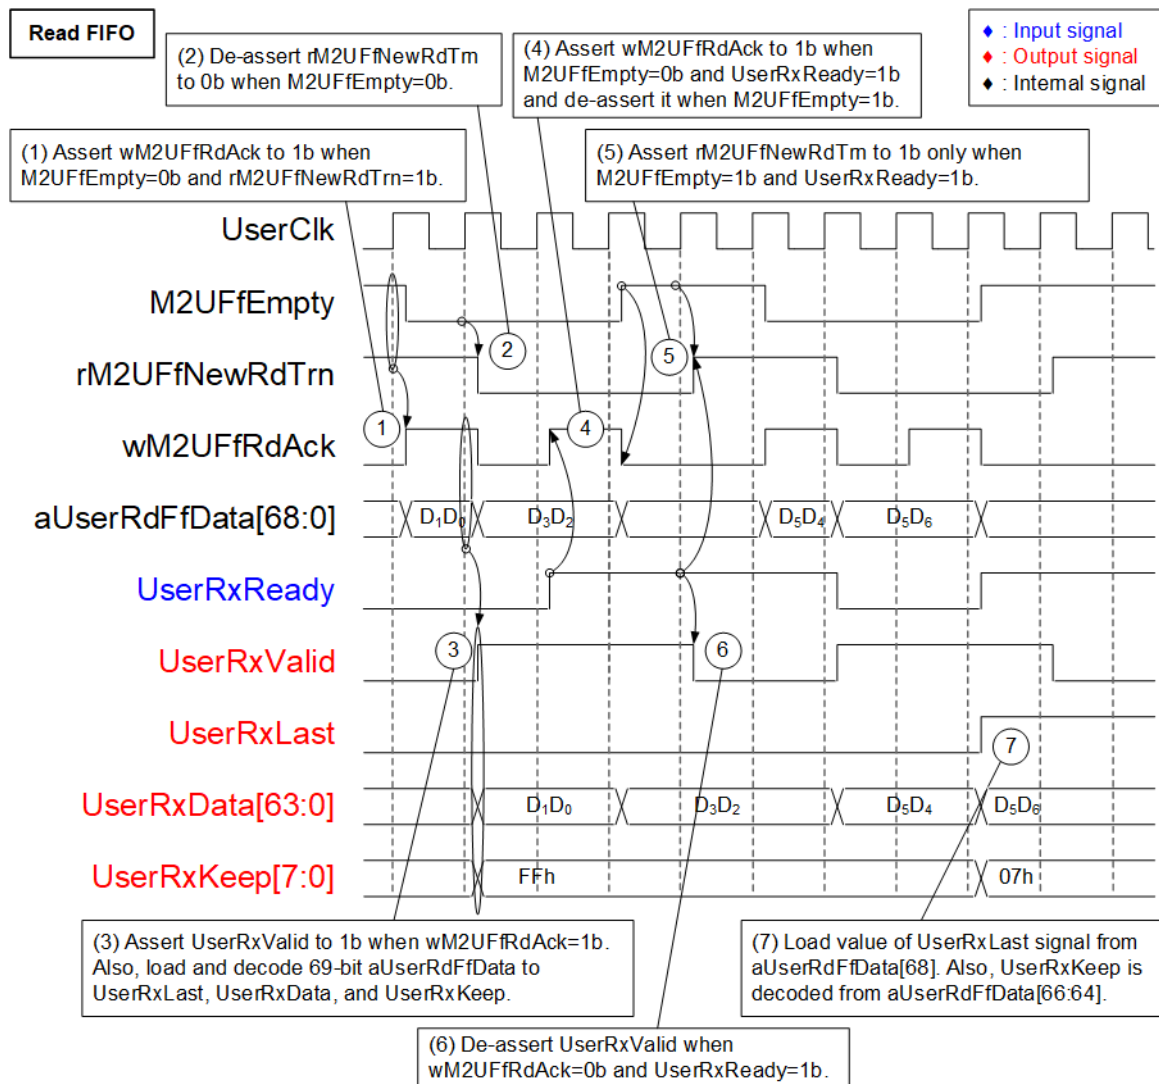 Read FIFO
♦ : Input signal
♦ : Output signal
♦ : Internal signal
(2) De-assert rM2UFfNewRdTrn
to 0b when M2UFfEmpty=0b.
(4) Assert wM2UFfRdAck to 1b when
M2UFfEmpty=0b and UserRxReady=1b
and de-assert it when M2UFfEmpty=1b.
(1) Assert wM2UFfRdAck to 1b when
M2UFfEmpty=0b and rM2UFfNewRdTrn=1b.
(5) Assert rM2UFfNewRdTrn to 1b only when
M2UFfEmpty=1b and UserRxReady=1b.
UserClk
M2UFfEmpty
2
rM2UFfNewRdTrn
5
wM2UFfRdAck
1
4
aUserRdFfData[68:0]
D₁D₀
D₃D₂
D₅D₄
D₅D₆
UserRxReady
UserRxValid
3
6
UserRxLast
7
UserRxData[63:0]
D₁D₀
D₃D₂
D₅D₄
D₅D₆
UserRxKeep[7:0]
FFh
07h
(3) Assert UserRxValid to 1b when wM2UFfRdAck=1b.
Also, load and decode 69-bit aUserRdFfData to
UserRxLast, UserRxData, and UserRxKeep.
(7) Load value of UserRxLast signal from
aUserRdFfData[68]. Also, UserRxKeep is
decoded from aUserRdFfData[66:64].
(6) De-assert UserRxValid when
wM2UFfRdAck=0b and UserRxReady=1b.